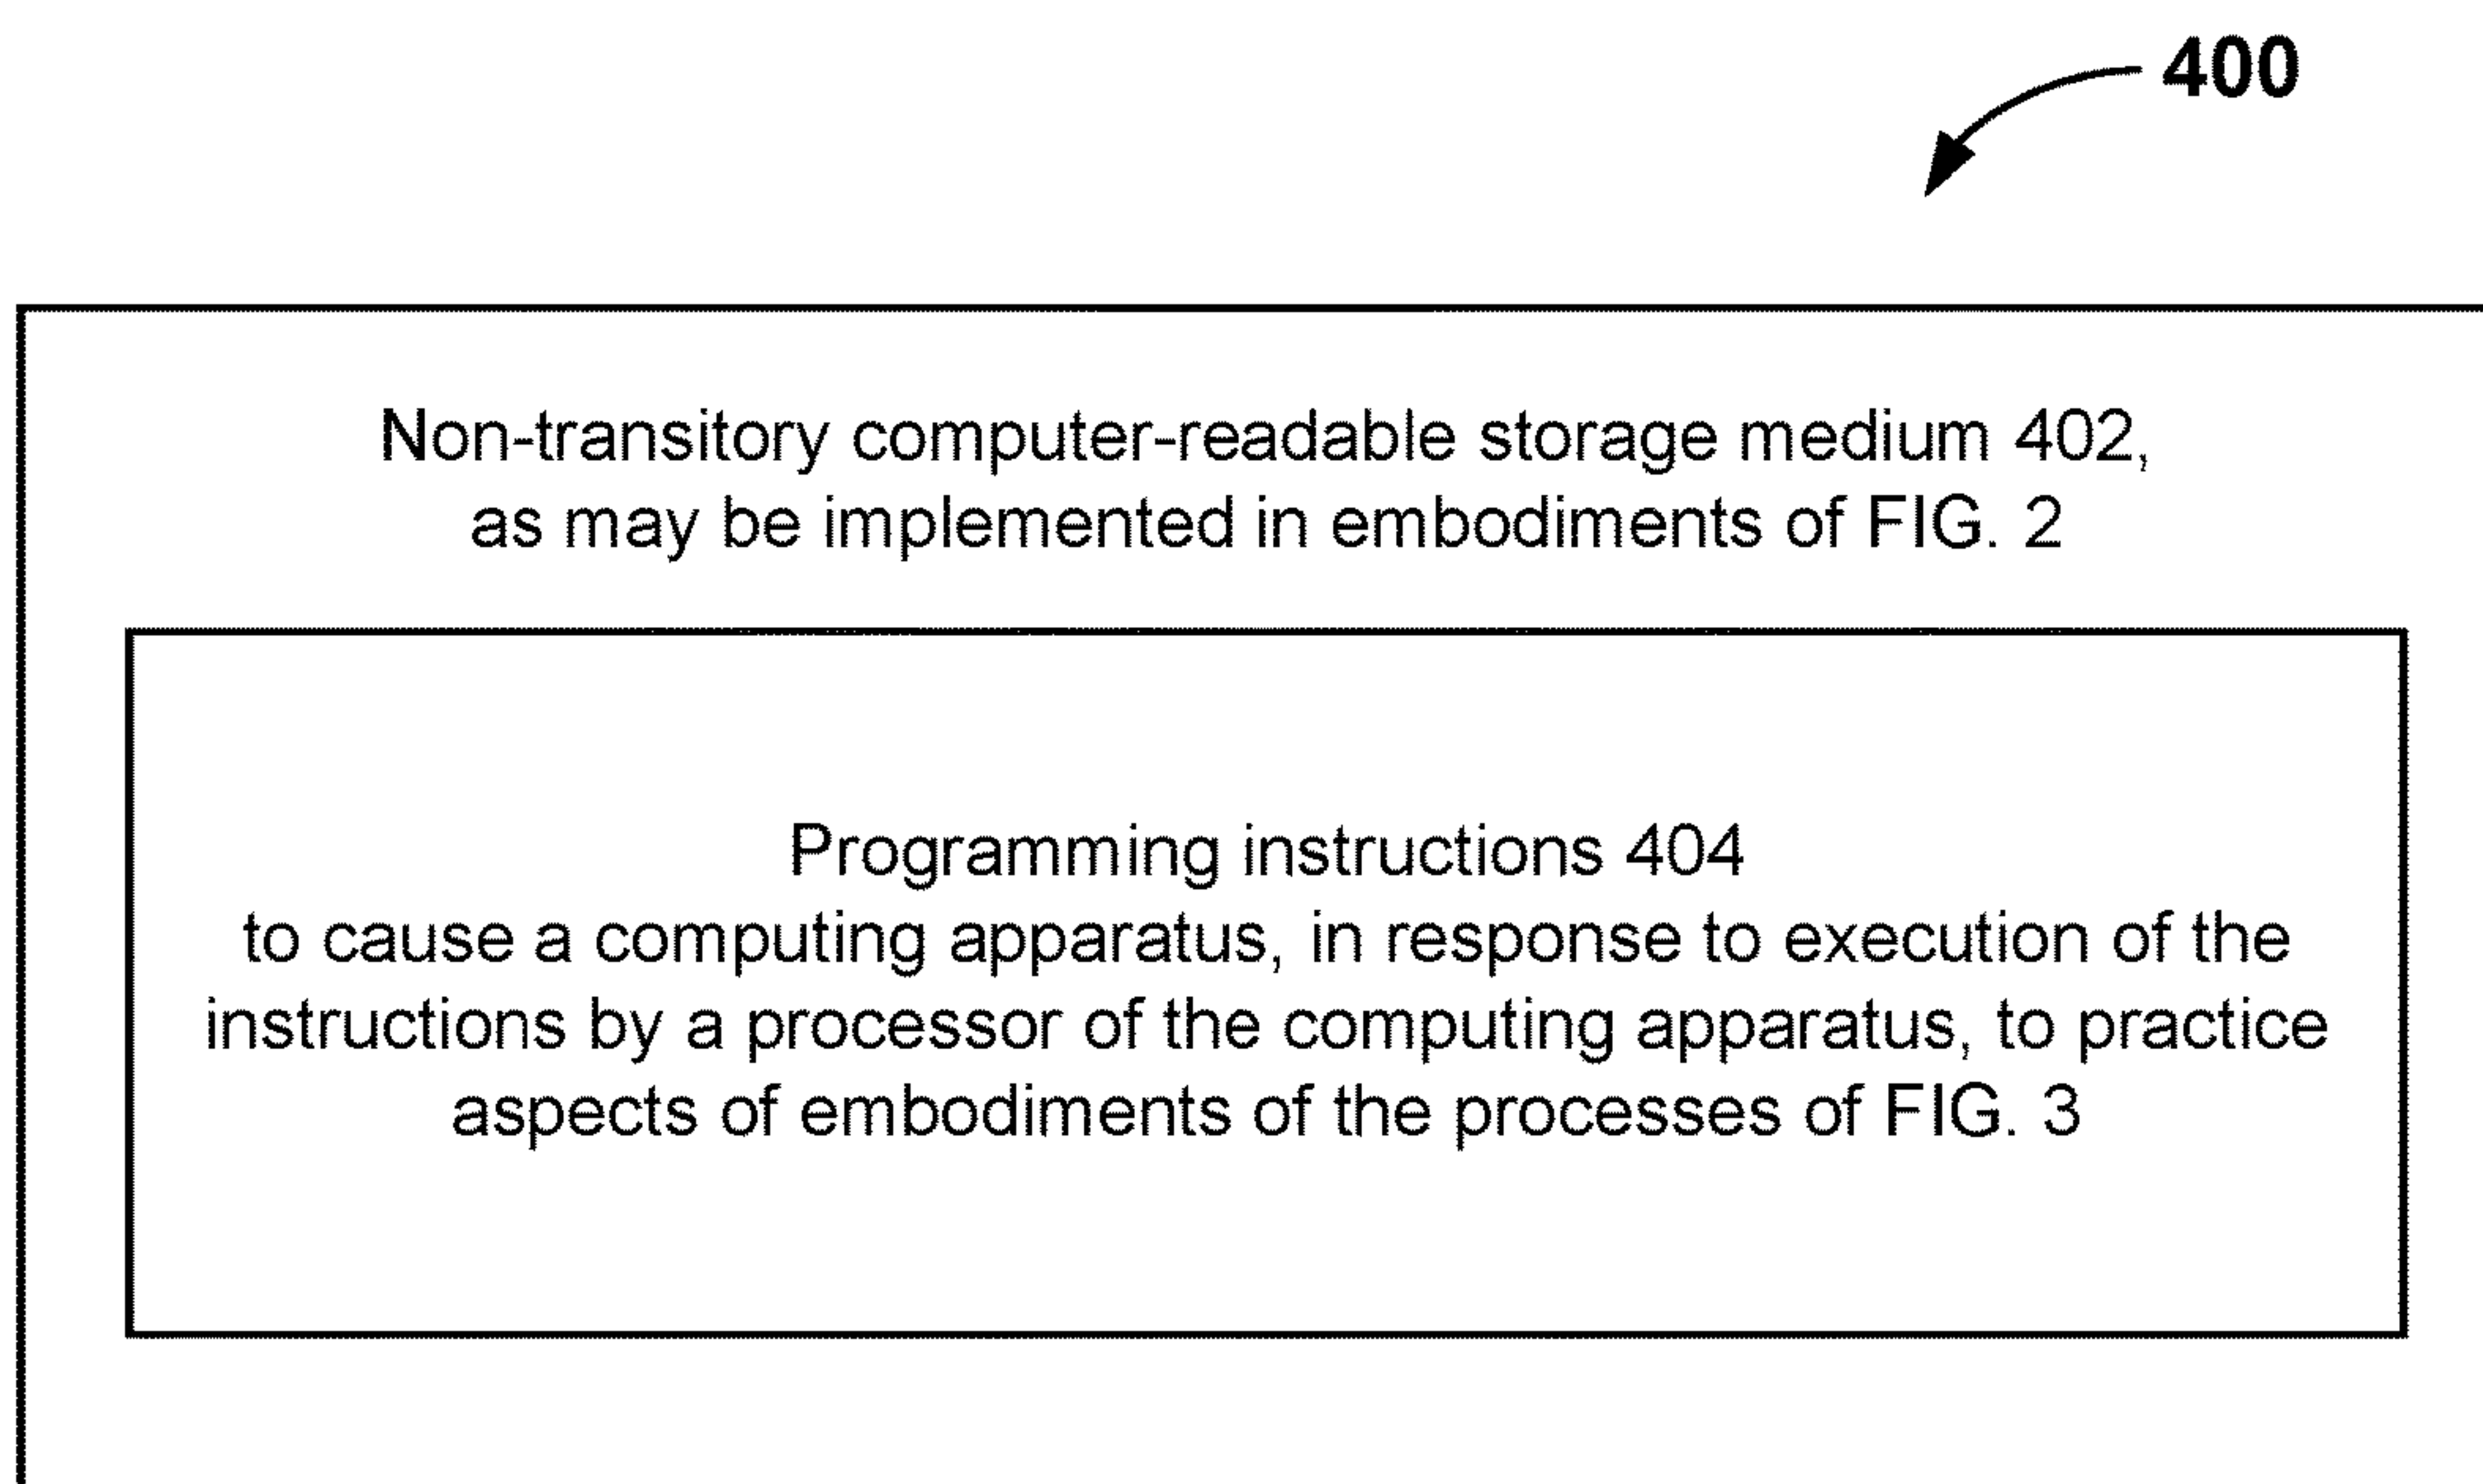 400
Non-transitory computer-readable storage medium 402,
as may be implemented in embodiments of FIG. 2
Programming instructions 404
to cause a computing apparatus, in response to execution of the
instructions by a processor of the computing apparatus, to practice
aspects of embodiments of the processes of FIG. 3